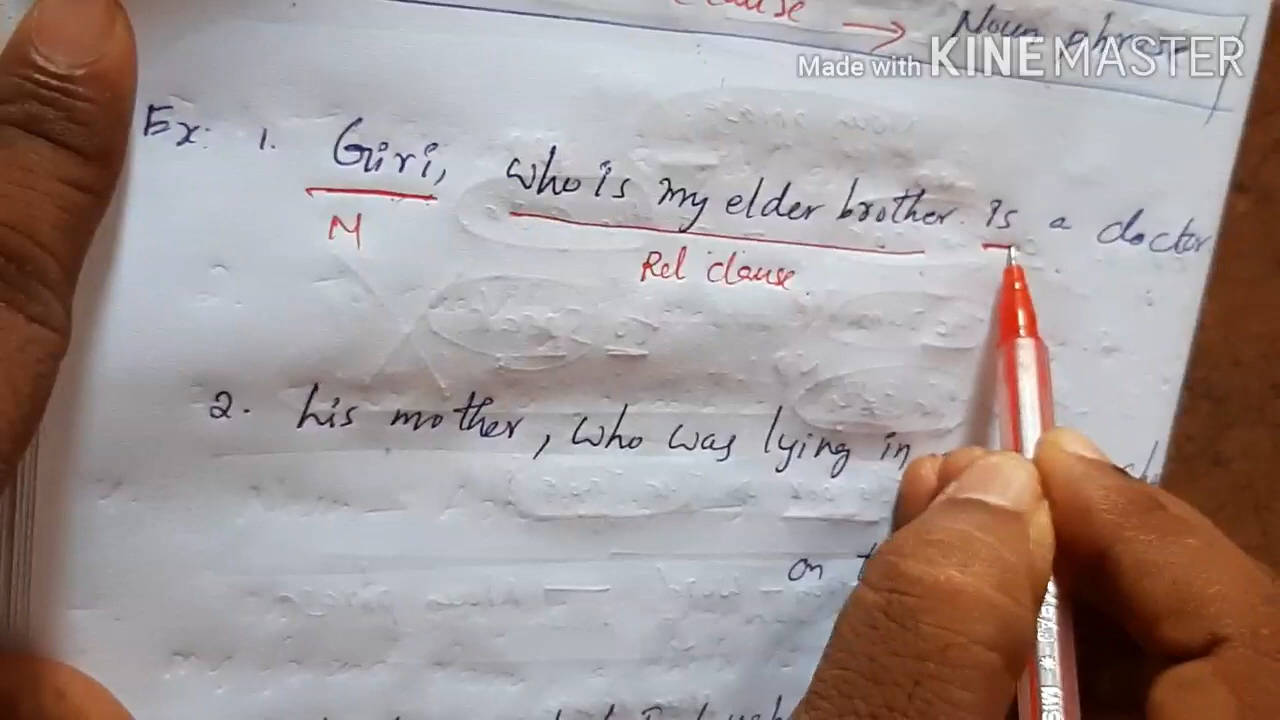 clause → Noun phrase
Made with KINEMASTER
Ex: 1. Giri, who is my elder brother is a doctor
N
Rel clause.
2. his mother, who was lying in
on